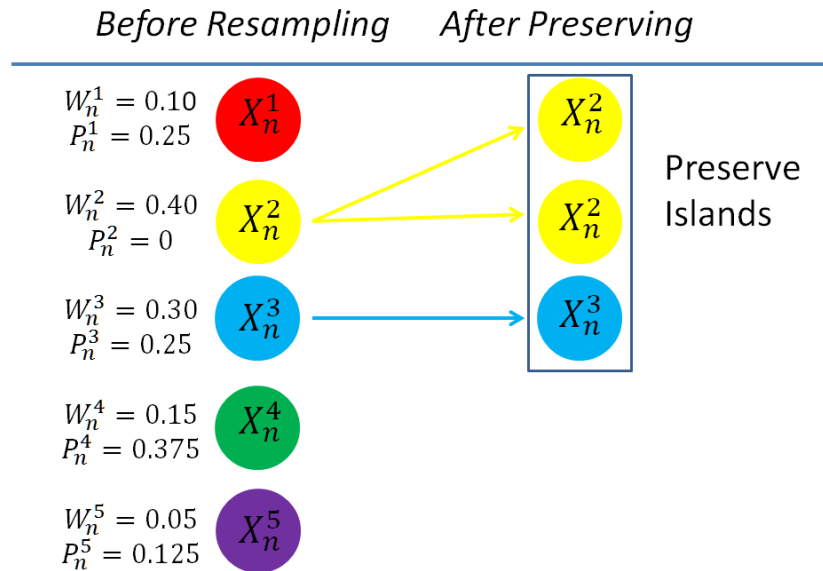 Before Resampling After Preserving
W_n^1 = 0.10
P_n^1 = 0.25
X_n^1
X_n^2
W_n^2 = 0.40
P_n^2 = 0
X_n^2
X_n^2
Preserve
Islands
W_n^3 = 0.30
P_n^3 = 0.25
X_n^3
X_n^3
W_n^4 = 0.15
P_n^4 = 0.375
X_n^4
W_n^5 = 0.05
P_n^5 = 0.125
X_n^5